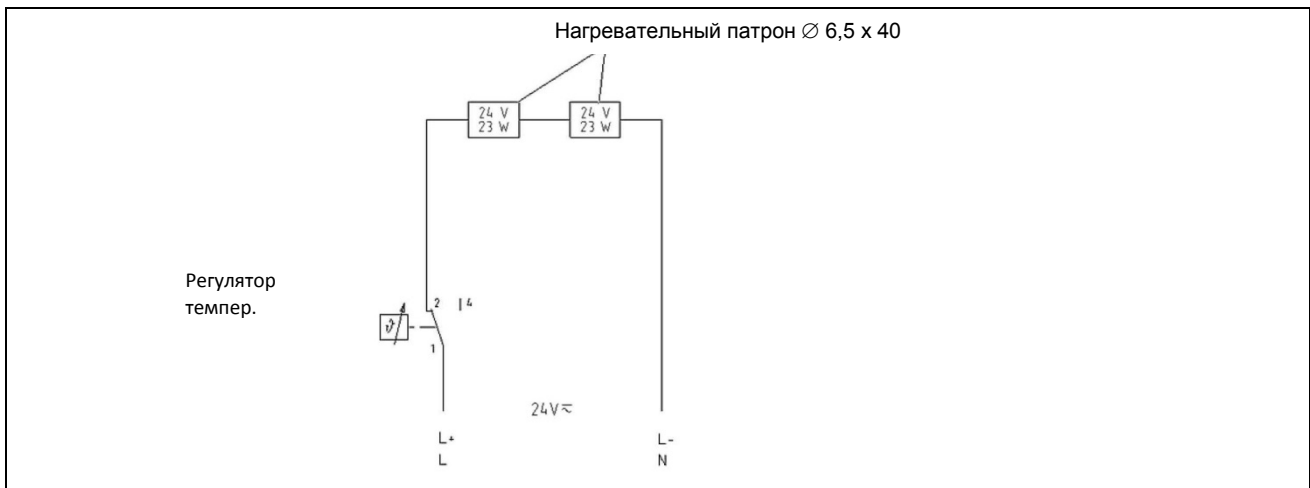 Нагревательный патрон ∅ 6,5 x 40
24 V 24 V
23 W 23 W
Регулятор
темпер.
2 4
ϑ
1
24V≂
L+ L-
L N